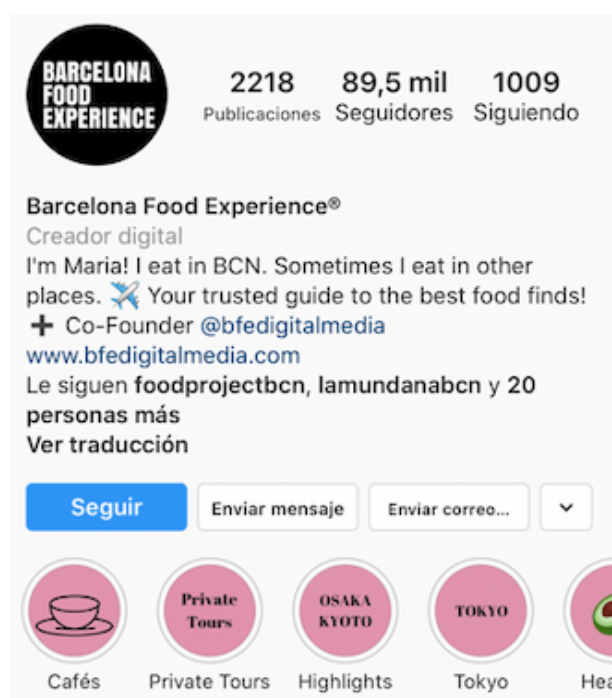 BARCELONA
FOOD
EXPERIENCE
2218 89,5 mil 1009
Publicaciones Seguidores Siguiendo
Barcelona Food Experience®
Creador digital
I'm Maria! I eat in BCN. Sometimes I eat in other
places. ✈️ Your trusted guide to the best food finds!
➕ Co-Founder @bfedigitalmedia
www.bfedigitalmedia.com
Le siguen foodprojectbcn, lamundanabcn y 20
personas más
Ver traducción
Seguir Enviar mensaje Enviar correo...
Private
Tours
OSAKA
KYOTO
TOKYO
Cafés Private Tours Highlights Tokyo Hea